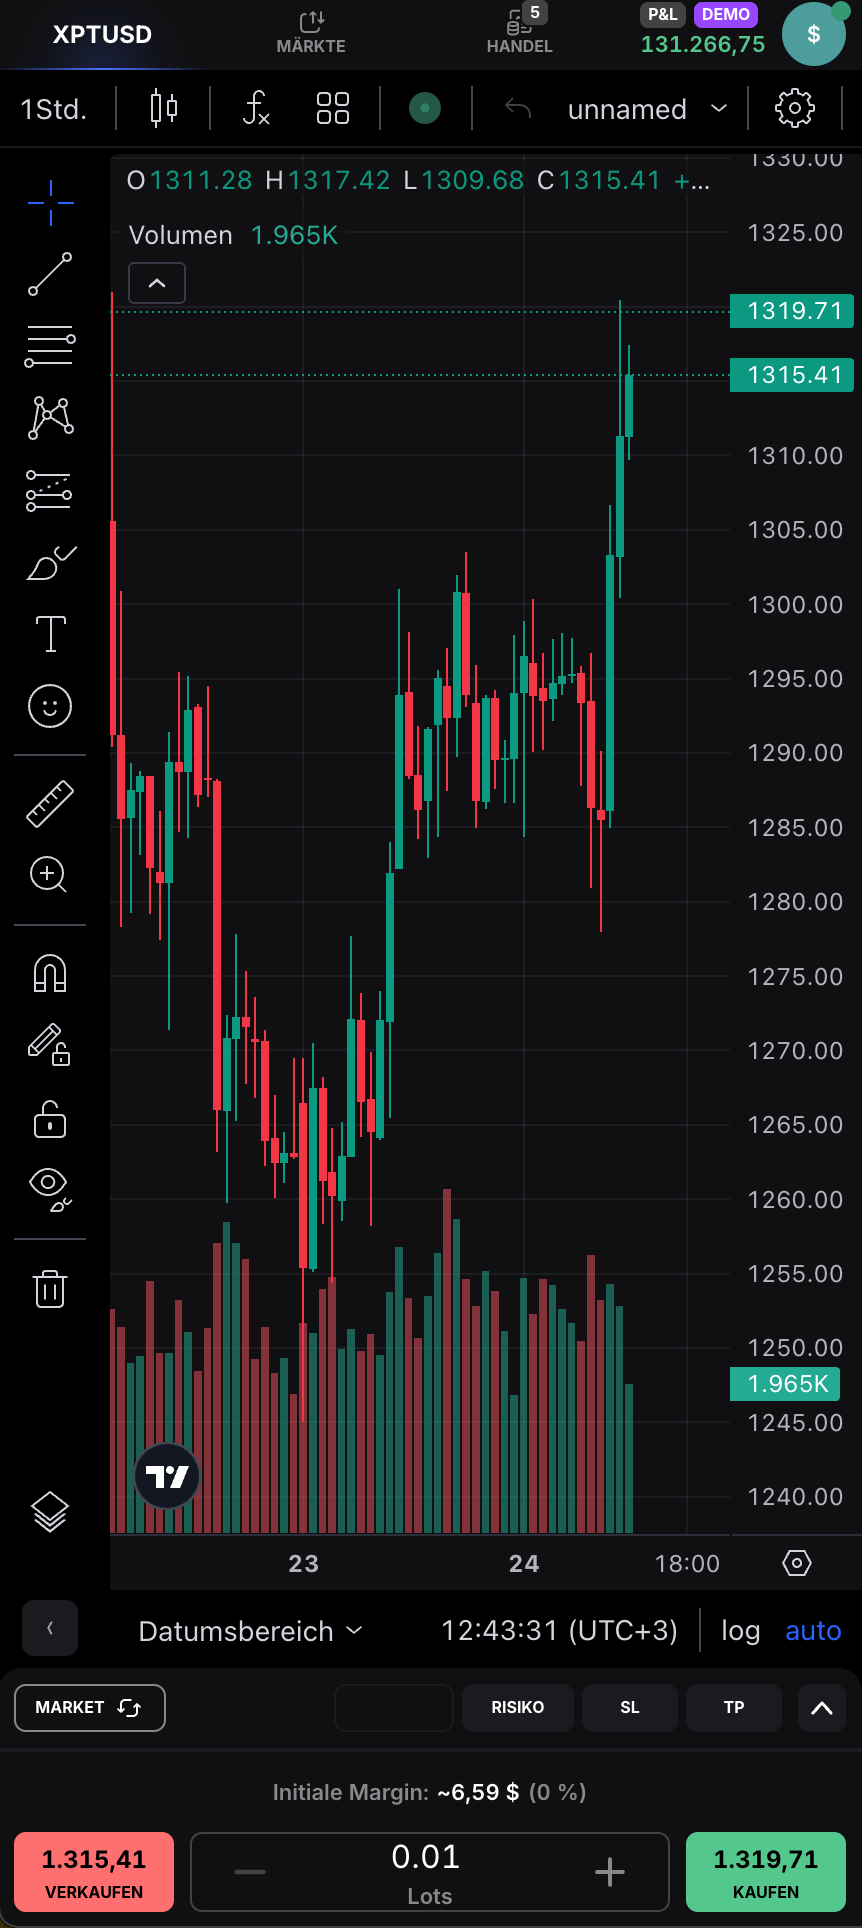 XPTUSD
MÄRKTE
5
HANDEL
P&L DEMO
131.266,75
$
1Std.
unnamed
O1311.28 H1317.42 L1309.68 C1315.41 +...
Volumen 1.965K
1330.00
1325.00
1319.71
1315.41
1310.00
1305.00
1300.00
1295.00
1290.00
1285.00
1280.00
1275.00
1270.00
1265.00
1260.00
1255.00
1250.00
1.965K
1245.00
1240.00
23 24 18:00
Datumsbereich 12:43:31 (UTC+3) log auto
MARKET RISIKO SL TP
Initiale Margin: ~6,59 $ (0 %)
1.315,41
VERKAUFEN
0.01
Lots
1.319,71
KAUFEN